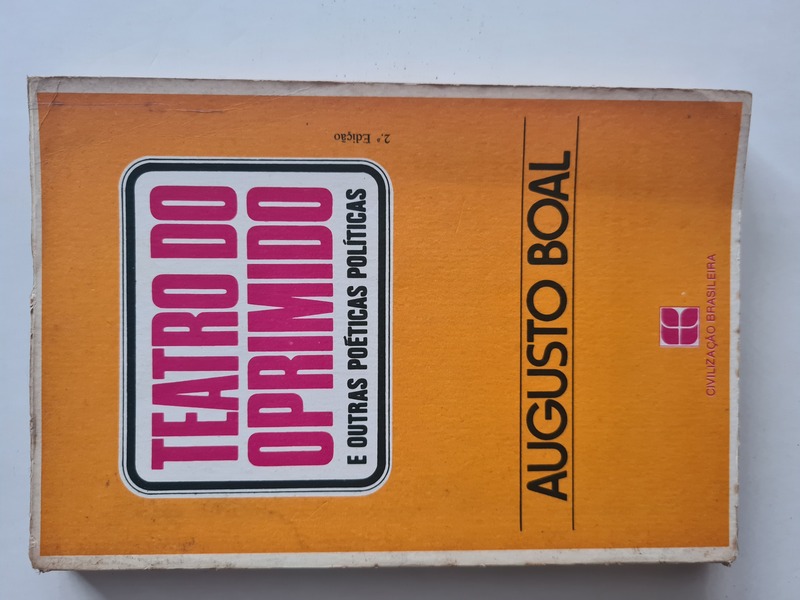 TEATRO DO
OPRIMIDO
E OUTRAS POÉTICAS POLÍTICAS
2.ª Edição
AUGUSTO BOAL
CIVILIZAÇÃO BRASILEIRA